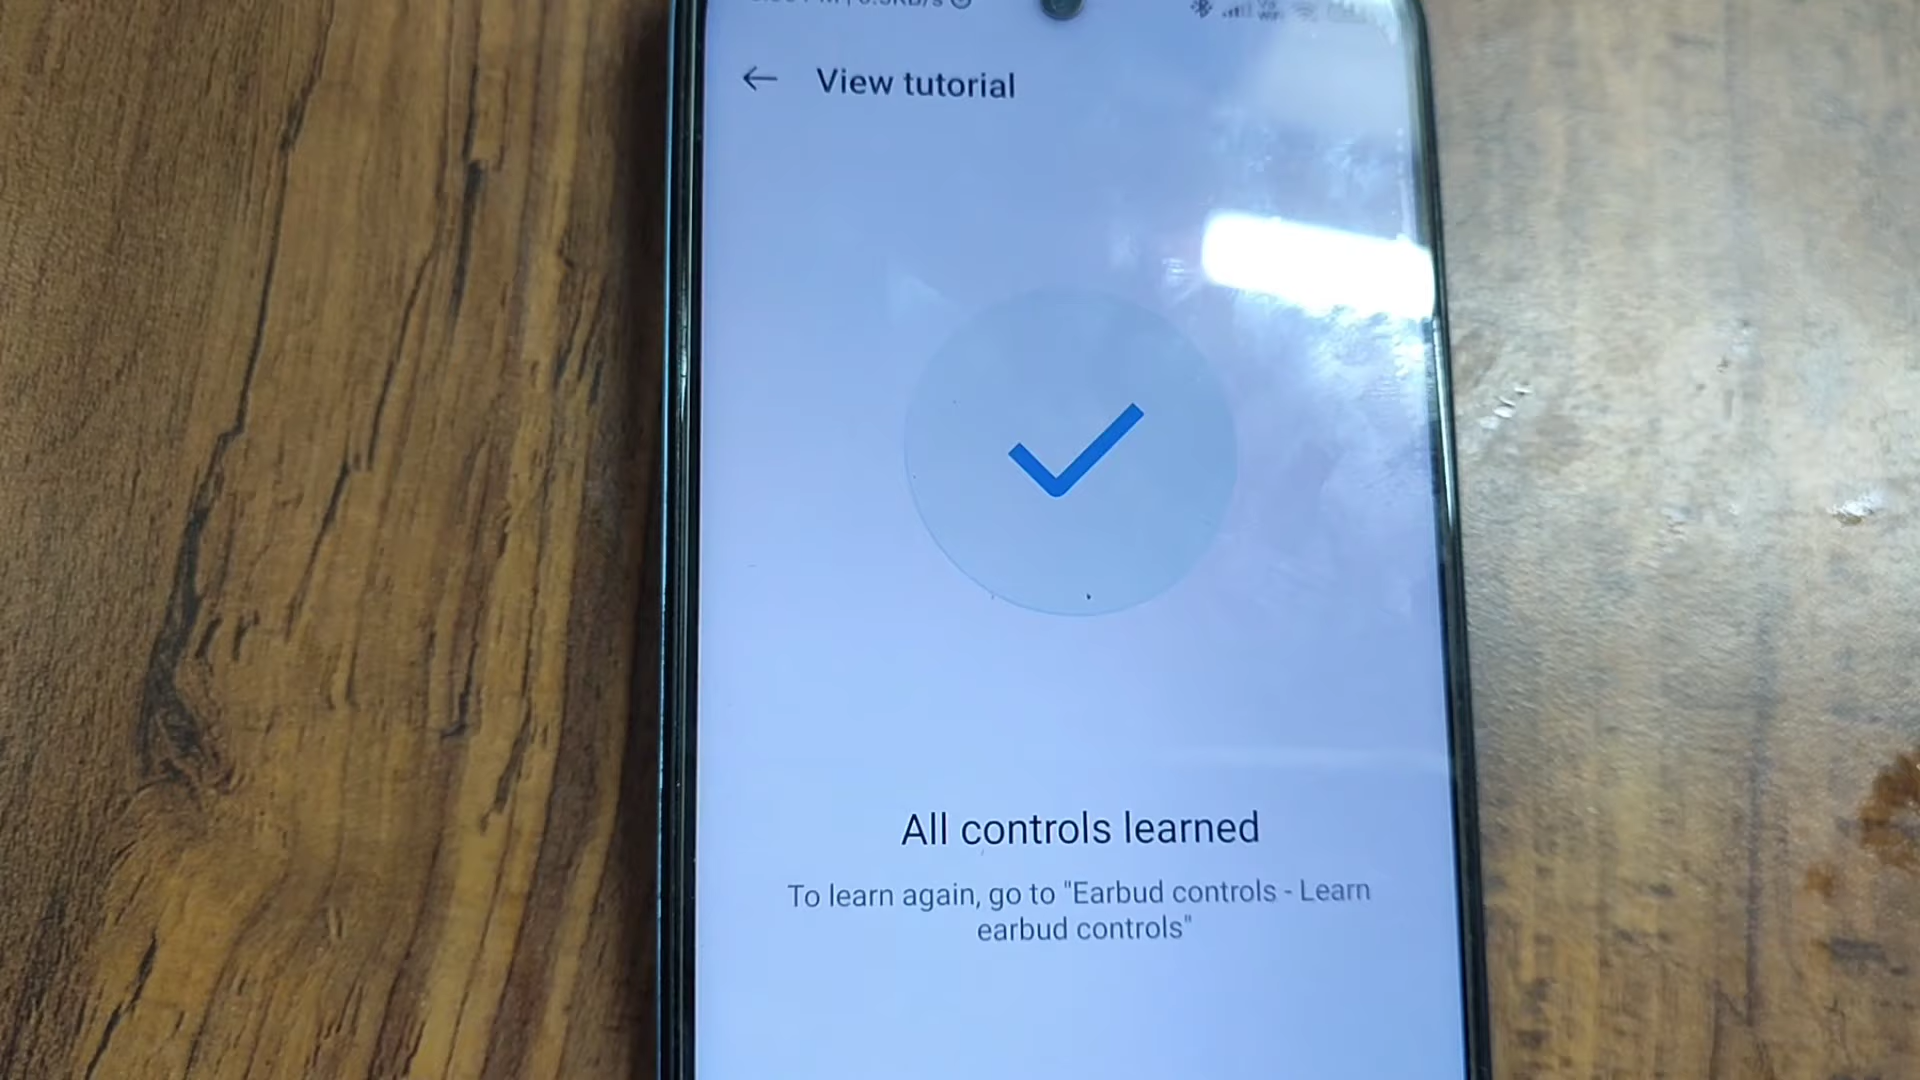 View tutorial
All controls learned
To learn again, go to "Earbud controls - Learn
earbud controls"